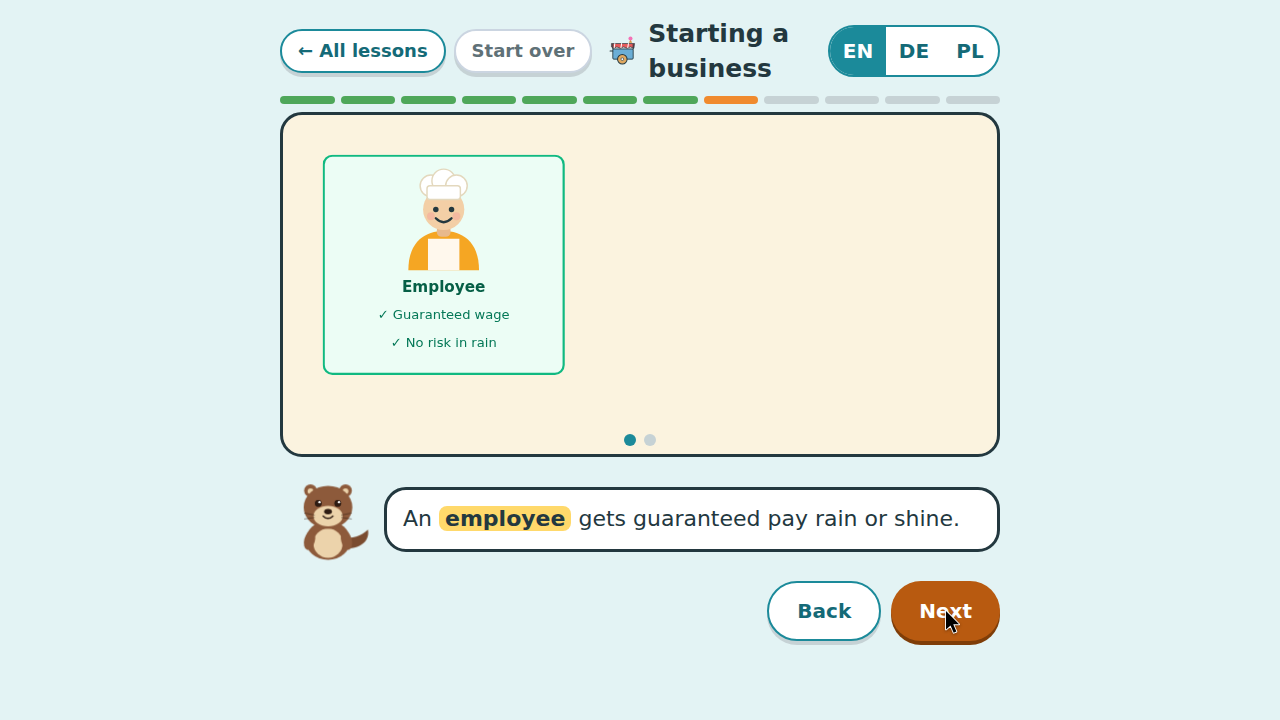 ← All lessons
Start over
Starting a
business
EN DE PL
Employee
✓ Guaranteed wage
✓ No risk in rain
An employee gets guaranteed pay rain or shine.
Back
Next